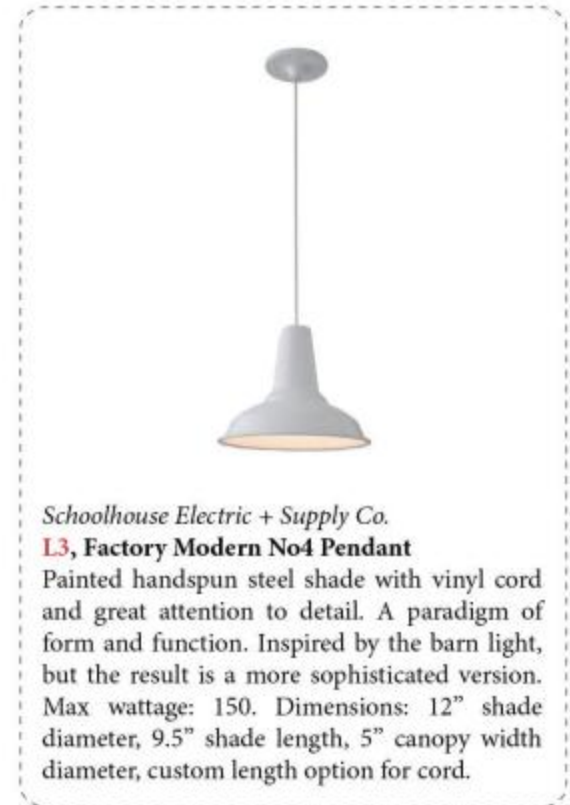 Schoolhouse Electric + Supply Co.
L3, Factory Modern No4 Pendant
Painted handspun steel shade with vinyl cord
and great attention to detail. A paradigm of
form and function. Inspired by the barn light,
but the result is a more sophisticated version.
Max wattage: 150. Dimensions: 12” shade
diameter, 9.5” shade length, 5” canopy width
diameter, custom length option for cord.